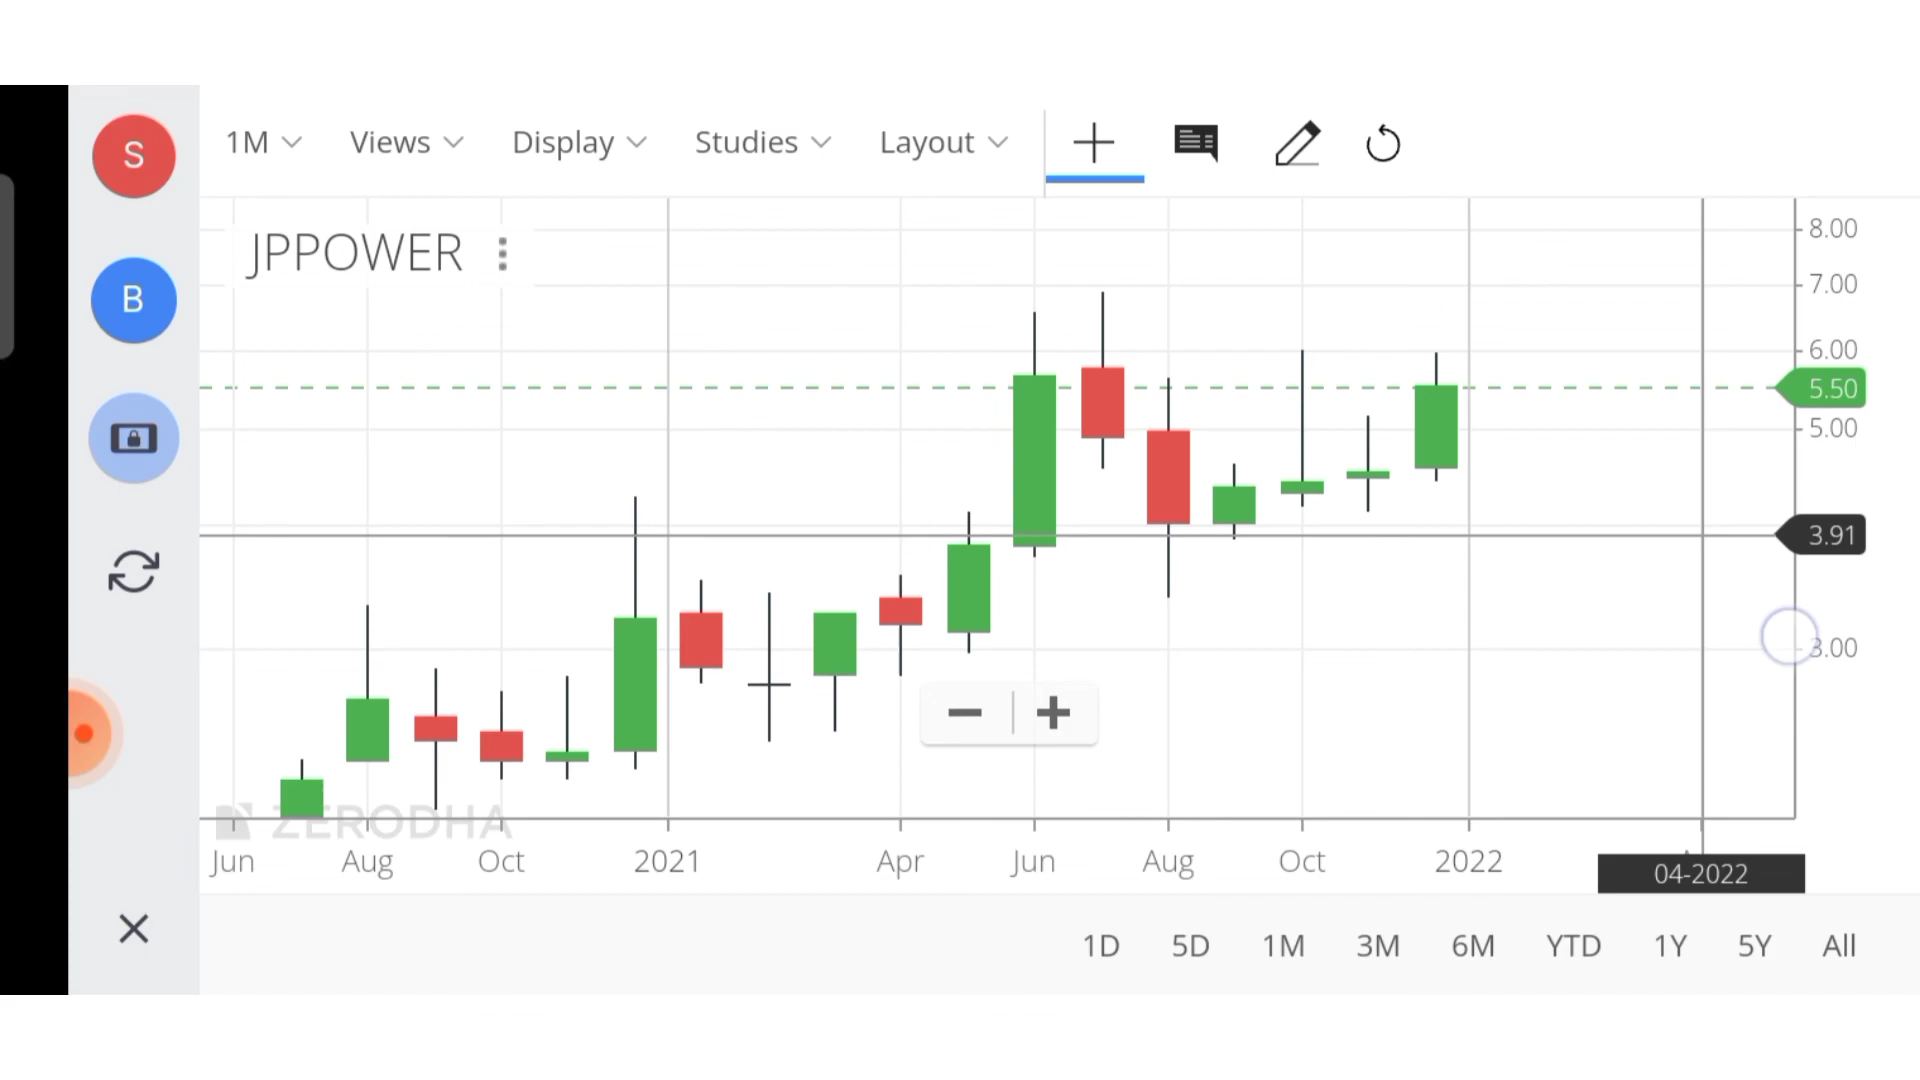 S
B
1M Views Display Studies Layout
JPPOWER
8.00
7.00
6.00
5.50
5.00
3.91
3.00
ZERODHA
Jun Aug Oct 2021 Apr Jun Aug Oct 2022
04-2022
1D 5D 1M 3M 6M YTD 1Y 5Y All